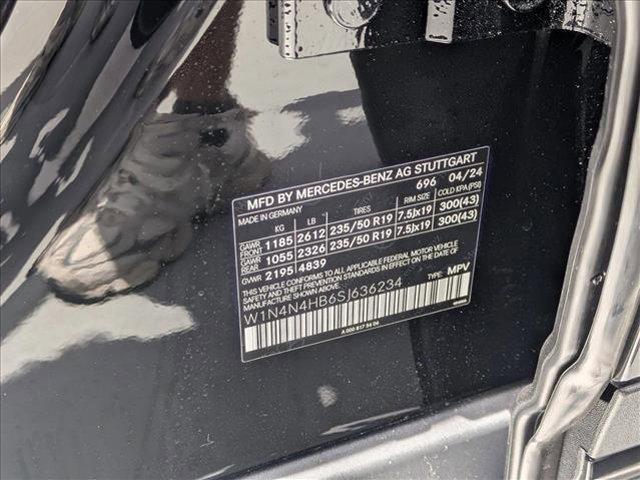 MFD BY MERCEDES-BENZ AG STUTTGART
MADE IN GERMANY 696 04/24
KG LB TIRES RIM SIZE COLD KPA(PSI)
GAWR FRONT 1185 2612 235/50 R19 7.5Jx19 300(43)
GAWR REAR 1055 2326 235/50 R19 7.5Jx19 300(43)
GVWR 2195 4839
THIS VEHICLE CONFORMS TO ALL APPLICABLE FEDERAL MOTOR VEHICLE
SAFETY AND THEFT PREVENTION STANDARDS IN EFFECT ON THE DATE OF
MANUFACTURE SHOWN ABOVE.
W1N4N4HB6SJ636234 TYPE: MPV